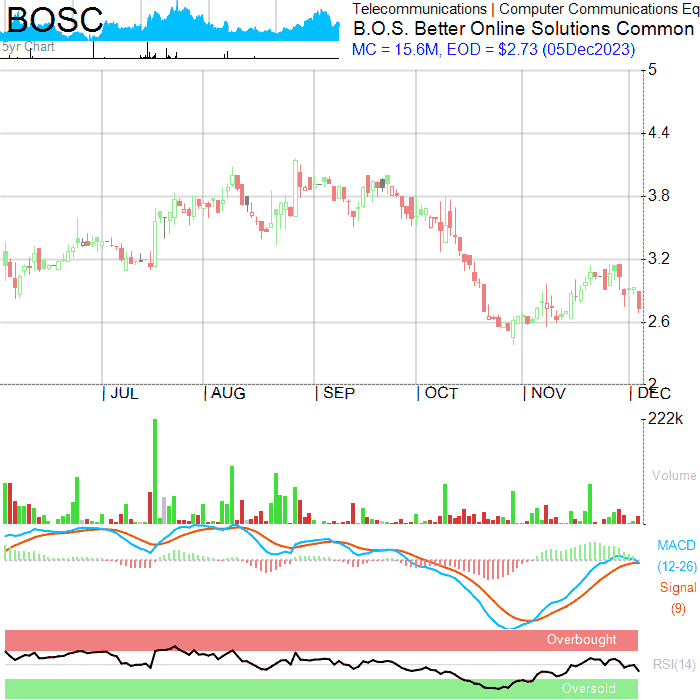 BOSC
5yr Chart
Telecommunications | Computer Communications Eq
B.O.S. Better Online Solutions Common
MC = 15.6M, EOD = $2.73 (05Dec2023)
5
4.4
3.8
3.2
2.6
2
JUL
AUG
SEP
OCT
NOV
DEC
222k
Volume
MACD
(12-26)
Signal
(9)
Overbought
RSI(14)
Oversold